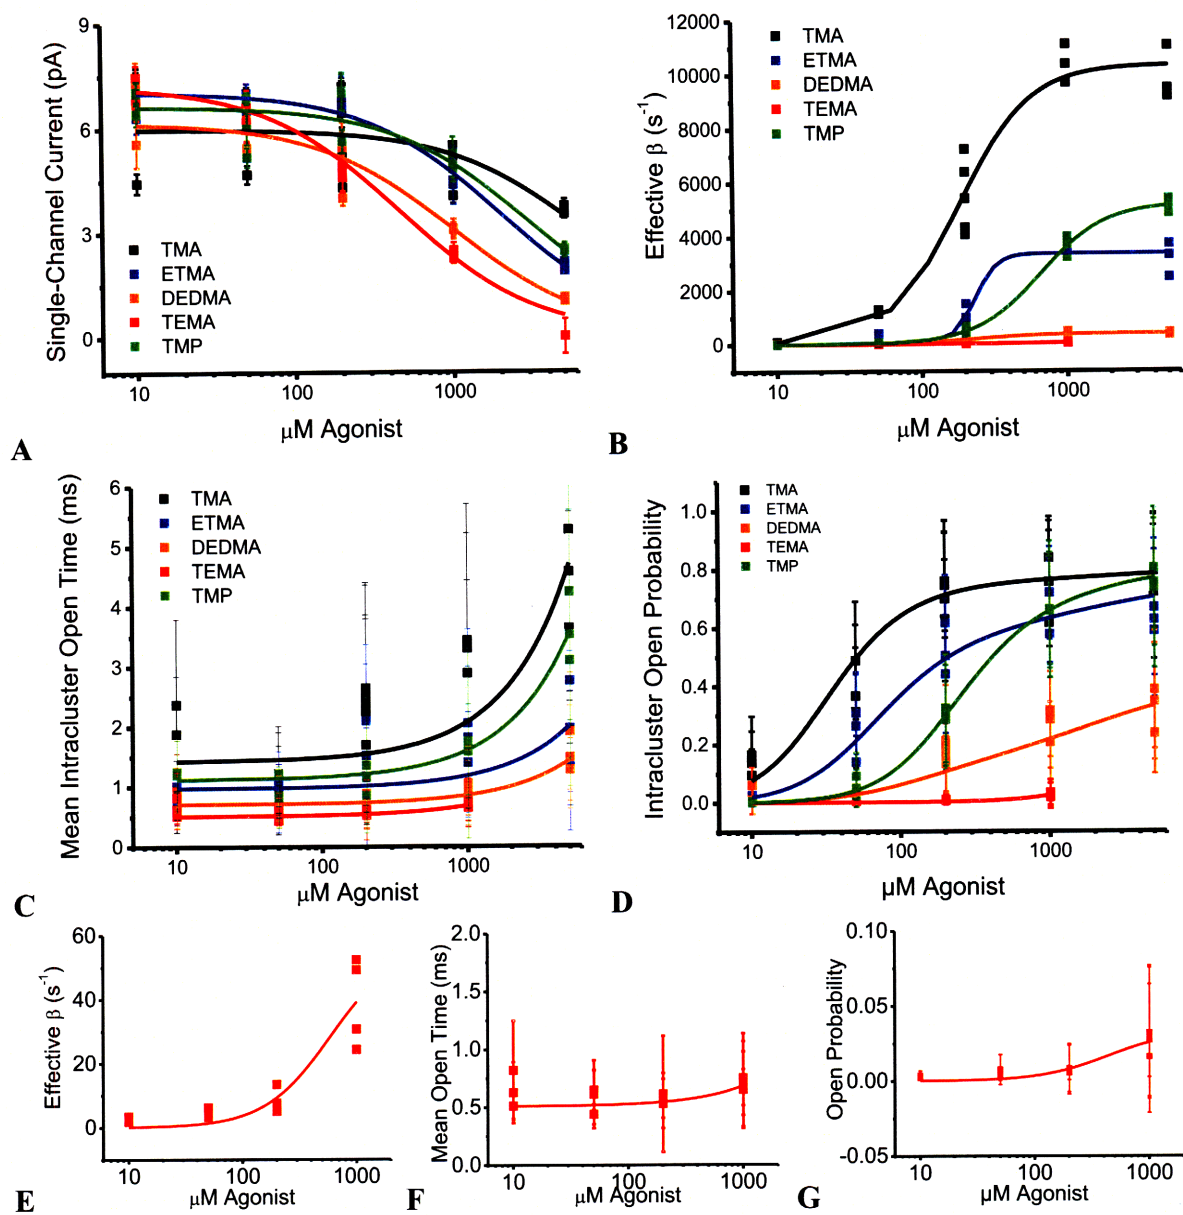 9
6
3
0
10
100
1000
Single-Channel Current (pA)
TMA
ETMA
DEDMA
TEMA
TMP
µM Agonist
A
12000
10000
8000
6000
4000
2000
0
10
100
1000
Effective β (s⁻¹)
TMA
ETMA
DEDMA
TEMA
TMP
µM Agonist
B
6
5
4
3
2
1
0
10
100
1000
Mean Intracluster Open Time (ms)
TMA
ETMA
DEDMA
TEMA
TMP
µM Agonist
C
1.0
0.8
0.6
0.4
0.2
0.0
10
100
1000
Intracluster Open Probability
TMA
ETMA
DEDMA
TEMA
TMP
µM Agonist
D
60
40
20
0
10
100
1000
Effective β (s⁻¹)
µM Agonist
E
2.0
1.5
1.0
0.5
0.0
10
100
1000
Mean Open Time (ms)
µM Agonist
F
0.10
0.05
0.00
-0.05
10
100
1000
Open Probability
µM Agonist
G